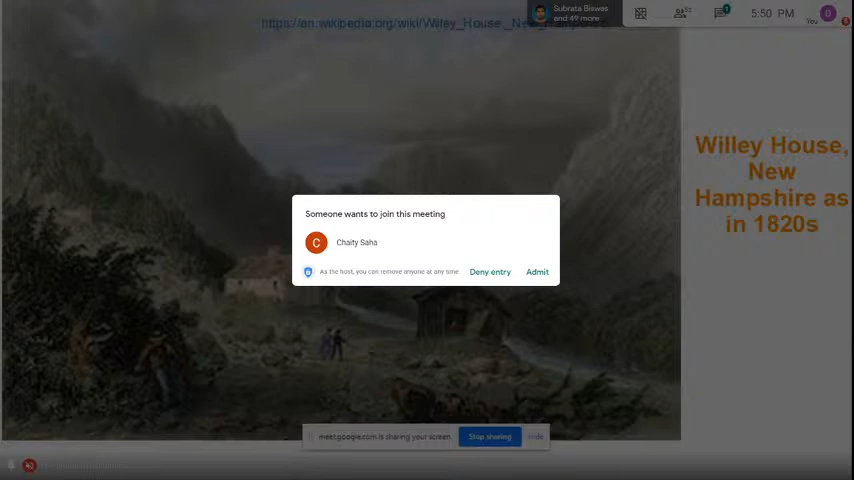 https://en.wikipedia.org/wiki/Willey_House_
Subrata Biswas
and 49 more
5:50 PM
You
Willey House,
New
Hampshire as
in 1820s
Someone wants to join this meeting
C
Chaity Saha
As the host, you can remove anyone at any time.
Deny entry
Admit
meet.google.com is sharing your screen.
Stop sharing
Hide